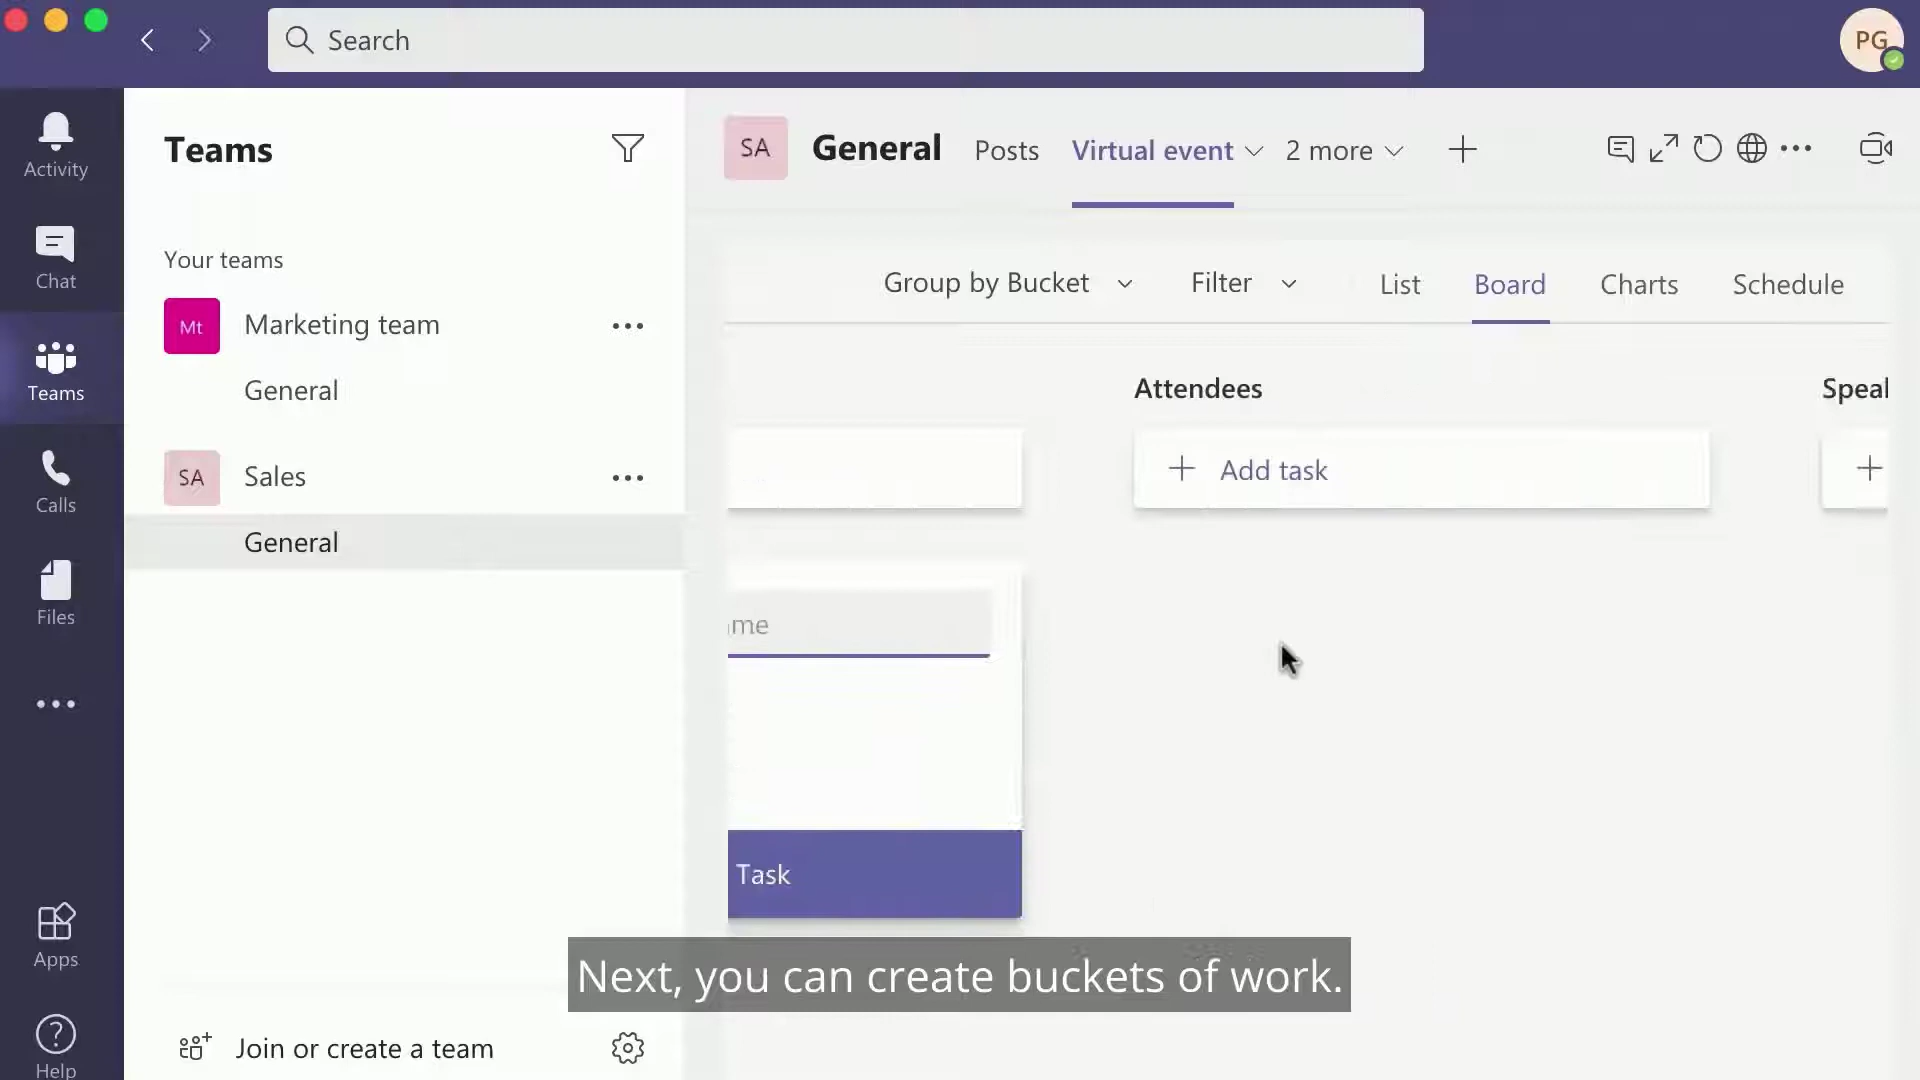 Search
PG
Activity
Chat
Teams
Calls
Files
Apps
Help
Teams
Your teams
Mt Marketing team
General
SA Sales
General
Join or create a team
SA General Posts Virtual event 2 more
Group by Bucket Filter List Board Charts Schedule
Attendees
Add task
Task
Next, you can create buckets of work.